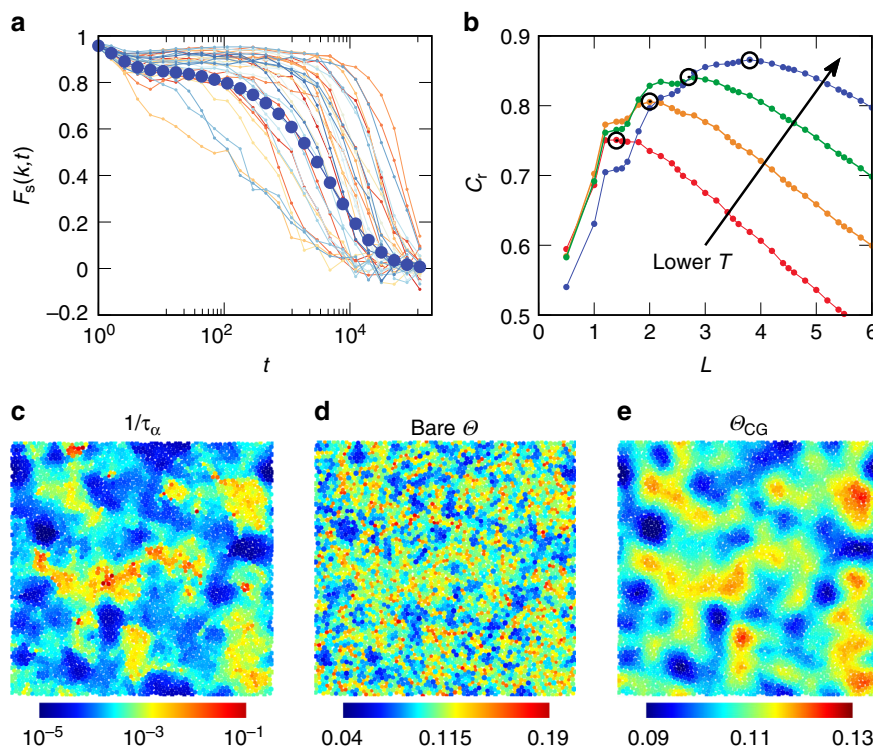 a
1
0.8
0.6
0.4
0.2
0
–0.2
F_s(k,t)
10^0 10^2 10^4
t
b
0.9
0.8
0.7
0.6
0.5
C_r
Lower T
0 1 2 3 4 5 6
L
c 1/τ_α
10^–5 10^–3 10^–1
d Bare Θ
0.04 0.115 0.19
e Θ_CG
0.09 0.11 0.13